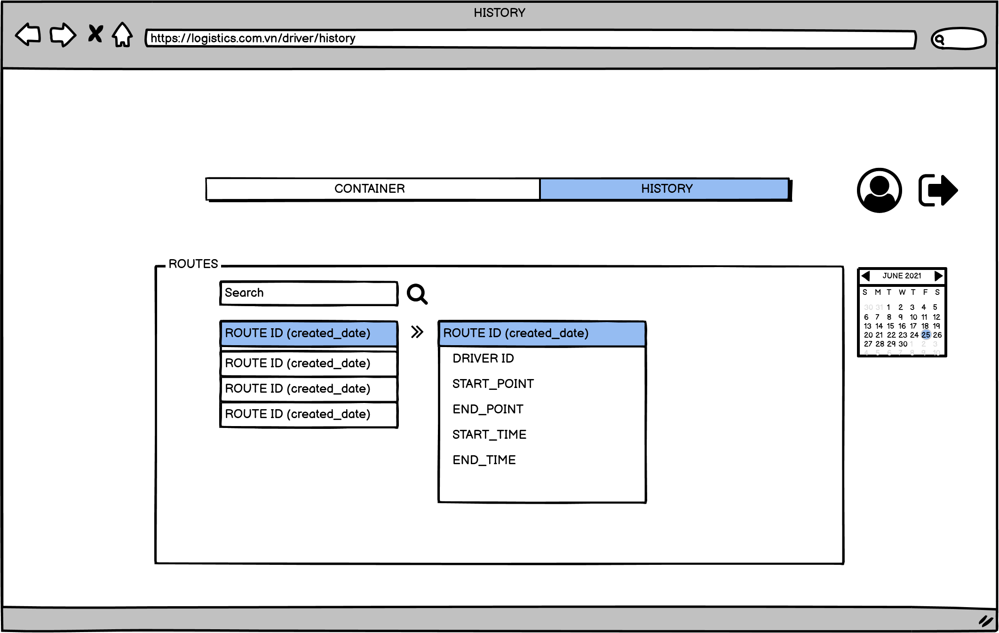 HISTORY
https://logistics.com.vn/driver/history
CONTAINER HISTORY
ROUTES
Search
ROUTE ID (created_date)
ROUTE ID (created_date)
ROUTE ID (created_date)
ROUTE ID (created_date)
ROUTE ID (created_date)
DRIVER ID
START_POINT
END_POINT
START_TIME
END_TIME
JUNE 2021
S M T W T F S
30 31 1 2 3 4 5
6 7 8 9 10 11 12
13 14 15 16 17 18 19
20 21 22 23 24 25 26
27 28 29 30 1 2 3
4 5 6 7 8 9 10